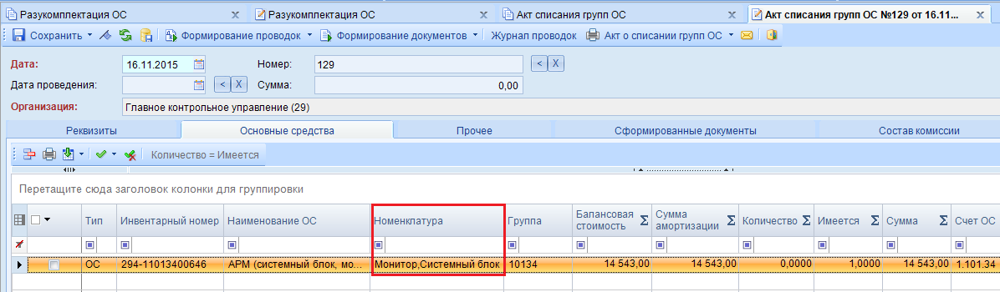 Разукомплектация ОС
Разукомплектация ОС
Акт списания групп ОС
Акт списания групп ОС №129 от 16.11...
Сохранить
Формирование проводок
Формирование документов
Журнал проводок
Акт о списании групп ОС
Дата: 16.11.2015 Номер: 129 < X
Дата проведения: < X Сумма: 0,00
Организация: Главное контрольное управление (29)
Реквизиты Основные средства Прочее Сформированные документы Состав комиссии
Количество = Имеется
Перетащите сюда заголовок колонки для группировки
Тип Инвентарный номер Наименование ОС Номенклатура Группа Балансовая стоимость Σ Сумма амортизации Σ Количество Σ Имеется Σ Сумма Σ Счет ОС
ОС 294-11013400646 АРМ (системный блок, мо... Монитор,Системный блок 10134 14 543,00 14 543,00 0,0000 1,0000 14 543,00 1.101.34